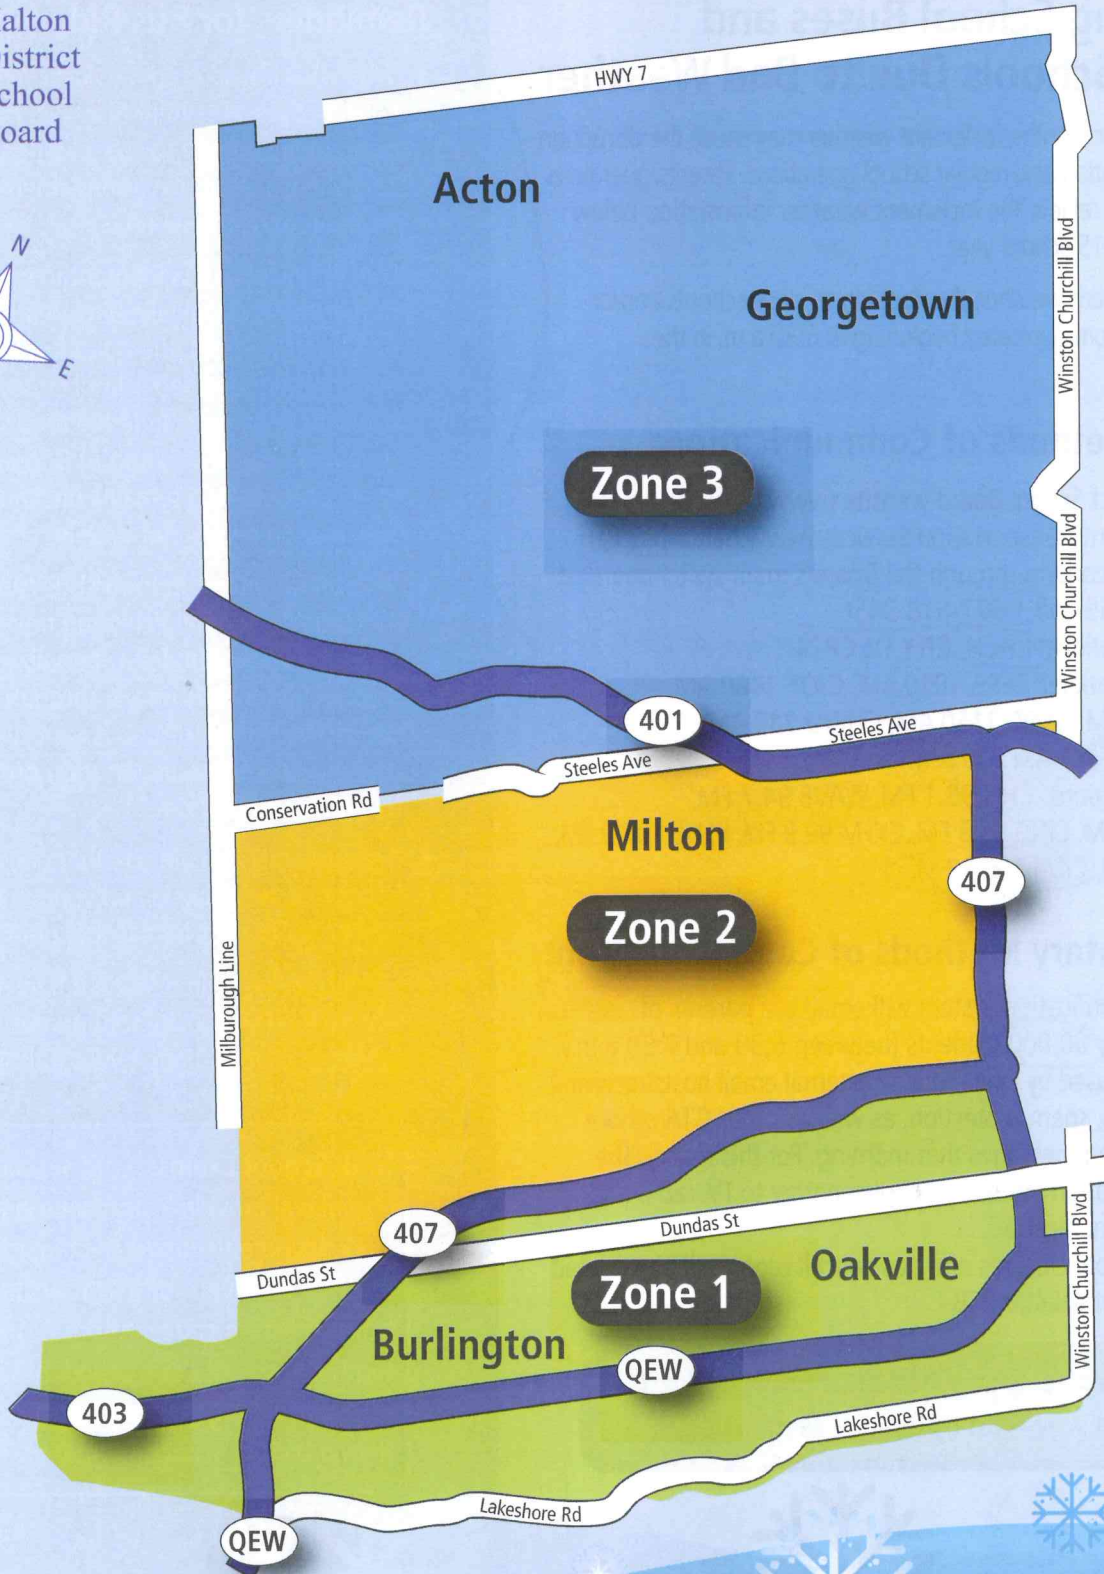 alton
istrict
chool
oard
N
E
HWY 7
Acton
Georgetown
Winston Churchill Blvd
Zone 3
Winston Churchill Blvd
401
Steeles Ave
Steeles Ave
Conservation Rd
Milton
407
Zone 2
Milburough Line
407
Dundas St
Dundas St
Oakville
Zone 1
Winston Churchill Blvd
Burlington
QEW
403
Lakeshore Rd
Lakeshore Rd
QEW